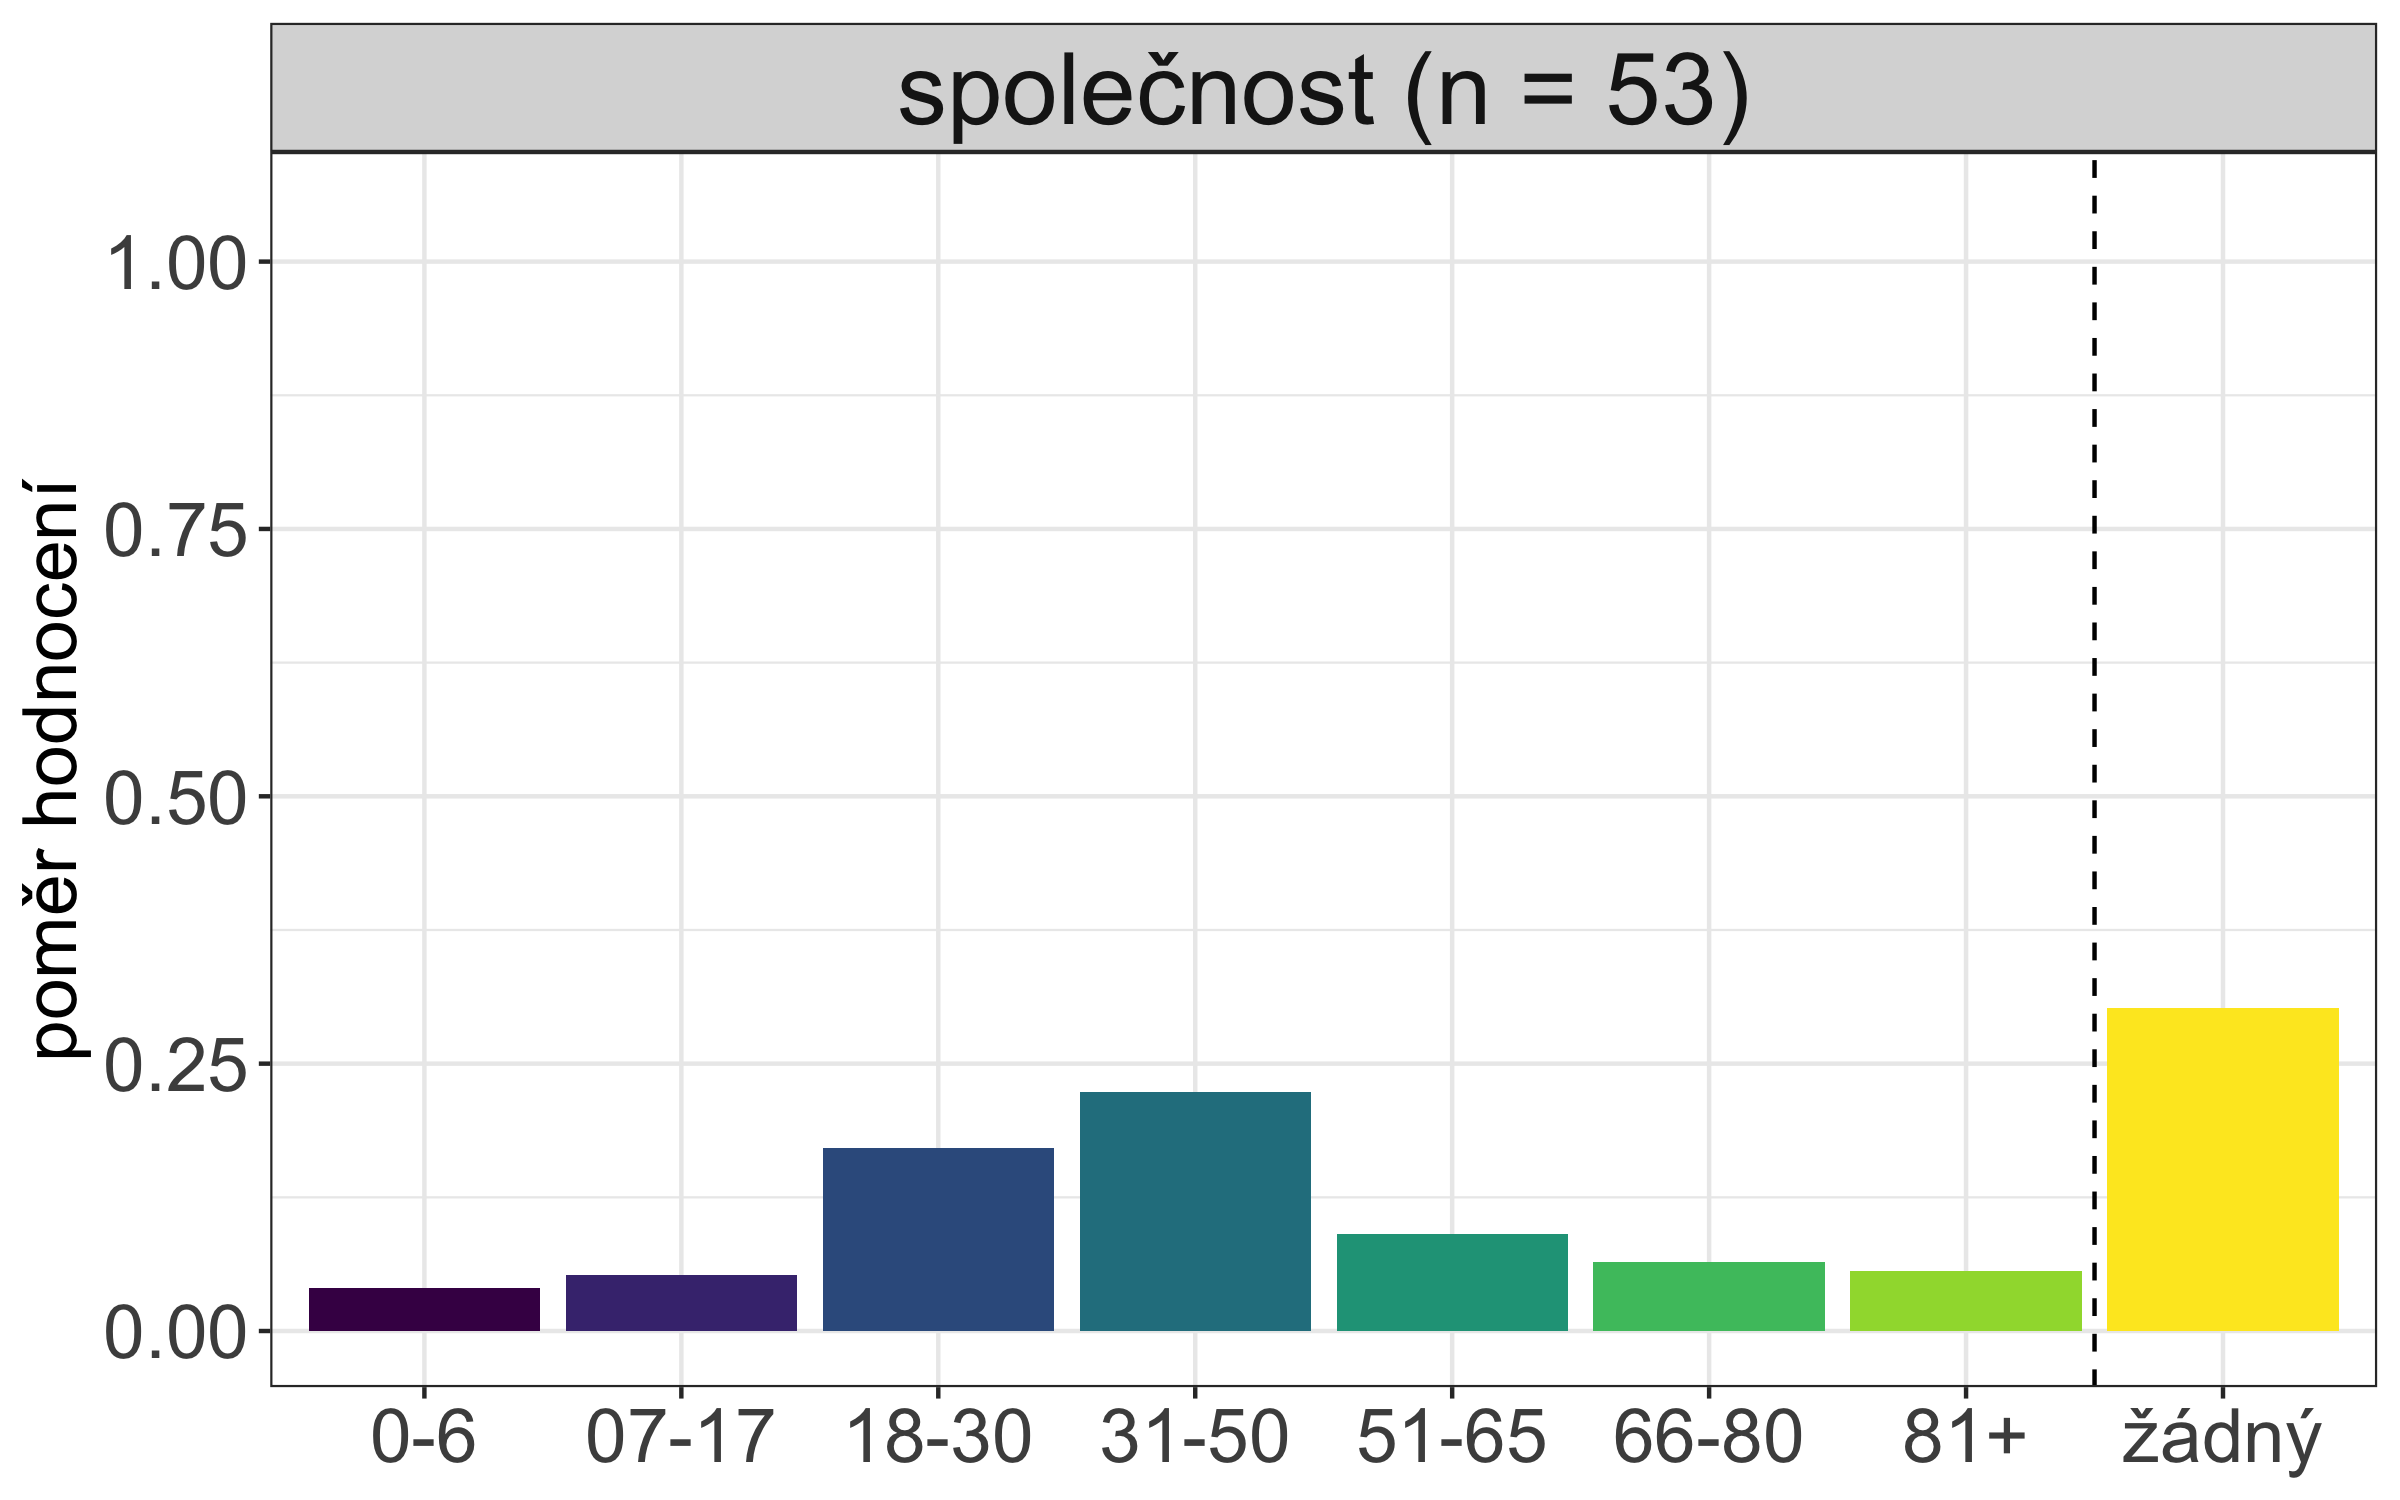 společnost (n = 53)
poměr hodnocení
1.00
0.75
0.50
0.25
0.00
0-6 07-17 18-30 31-50 51-65 66-80 81+ žádný